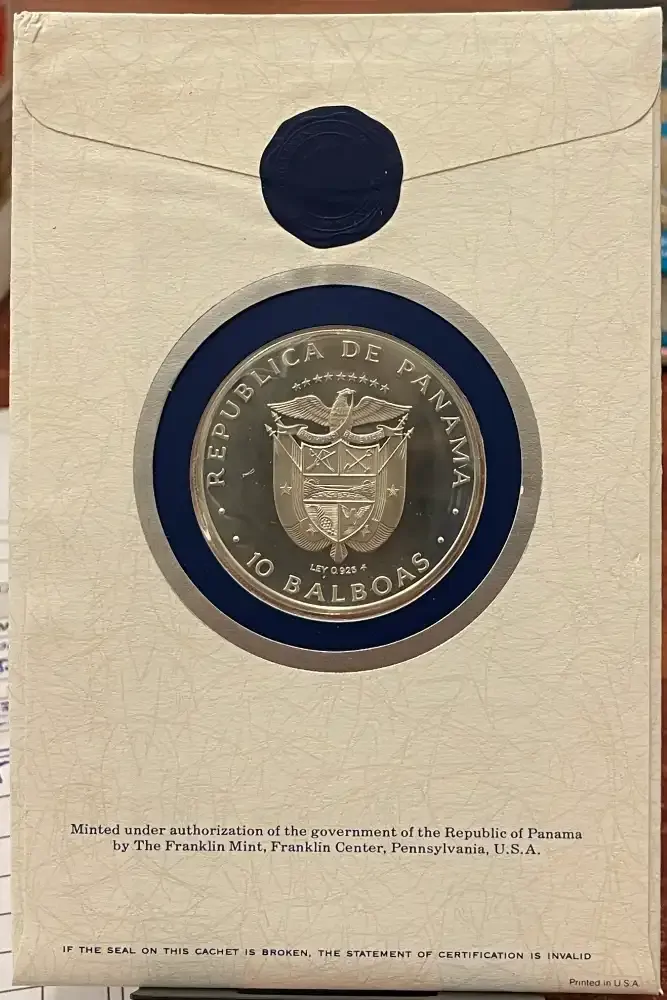 REPUBLICA DE PANAMA
LEY 0.925
10 BALBOAS
Minted under authorization of the government of the Republic of Panama
by The Franklin Mint, Franklin Center, Pennsylvania, U.S.A.
IF THE SEAL ON THIS CACHET IS BROKEN, THE STATEMENT OF CERTIFICATION IS INVALID
Printed in U.S.A.